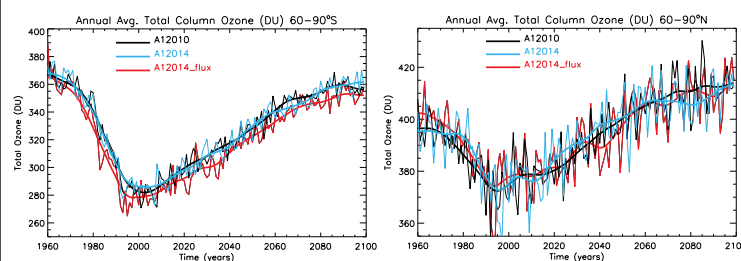 Annual Avg. Total Column Ozone (DU) 60-90°S
A12010
A12014
A12014_flux
Total Ozone (DU)
400
380
360
340
320
300
280
260
1960 1980 2000 2020 2040 2060 2080 2100
Time (years)
Annual Avg. Total Column Ozone (DU) 60-90°N
A12010
A12014
A12014_flux
Total Ozone (DU)
420
400
380
360
1960 1980 2000 2020 2040 2060 2080 210
Time (years)